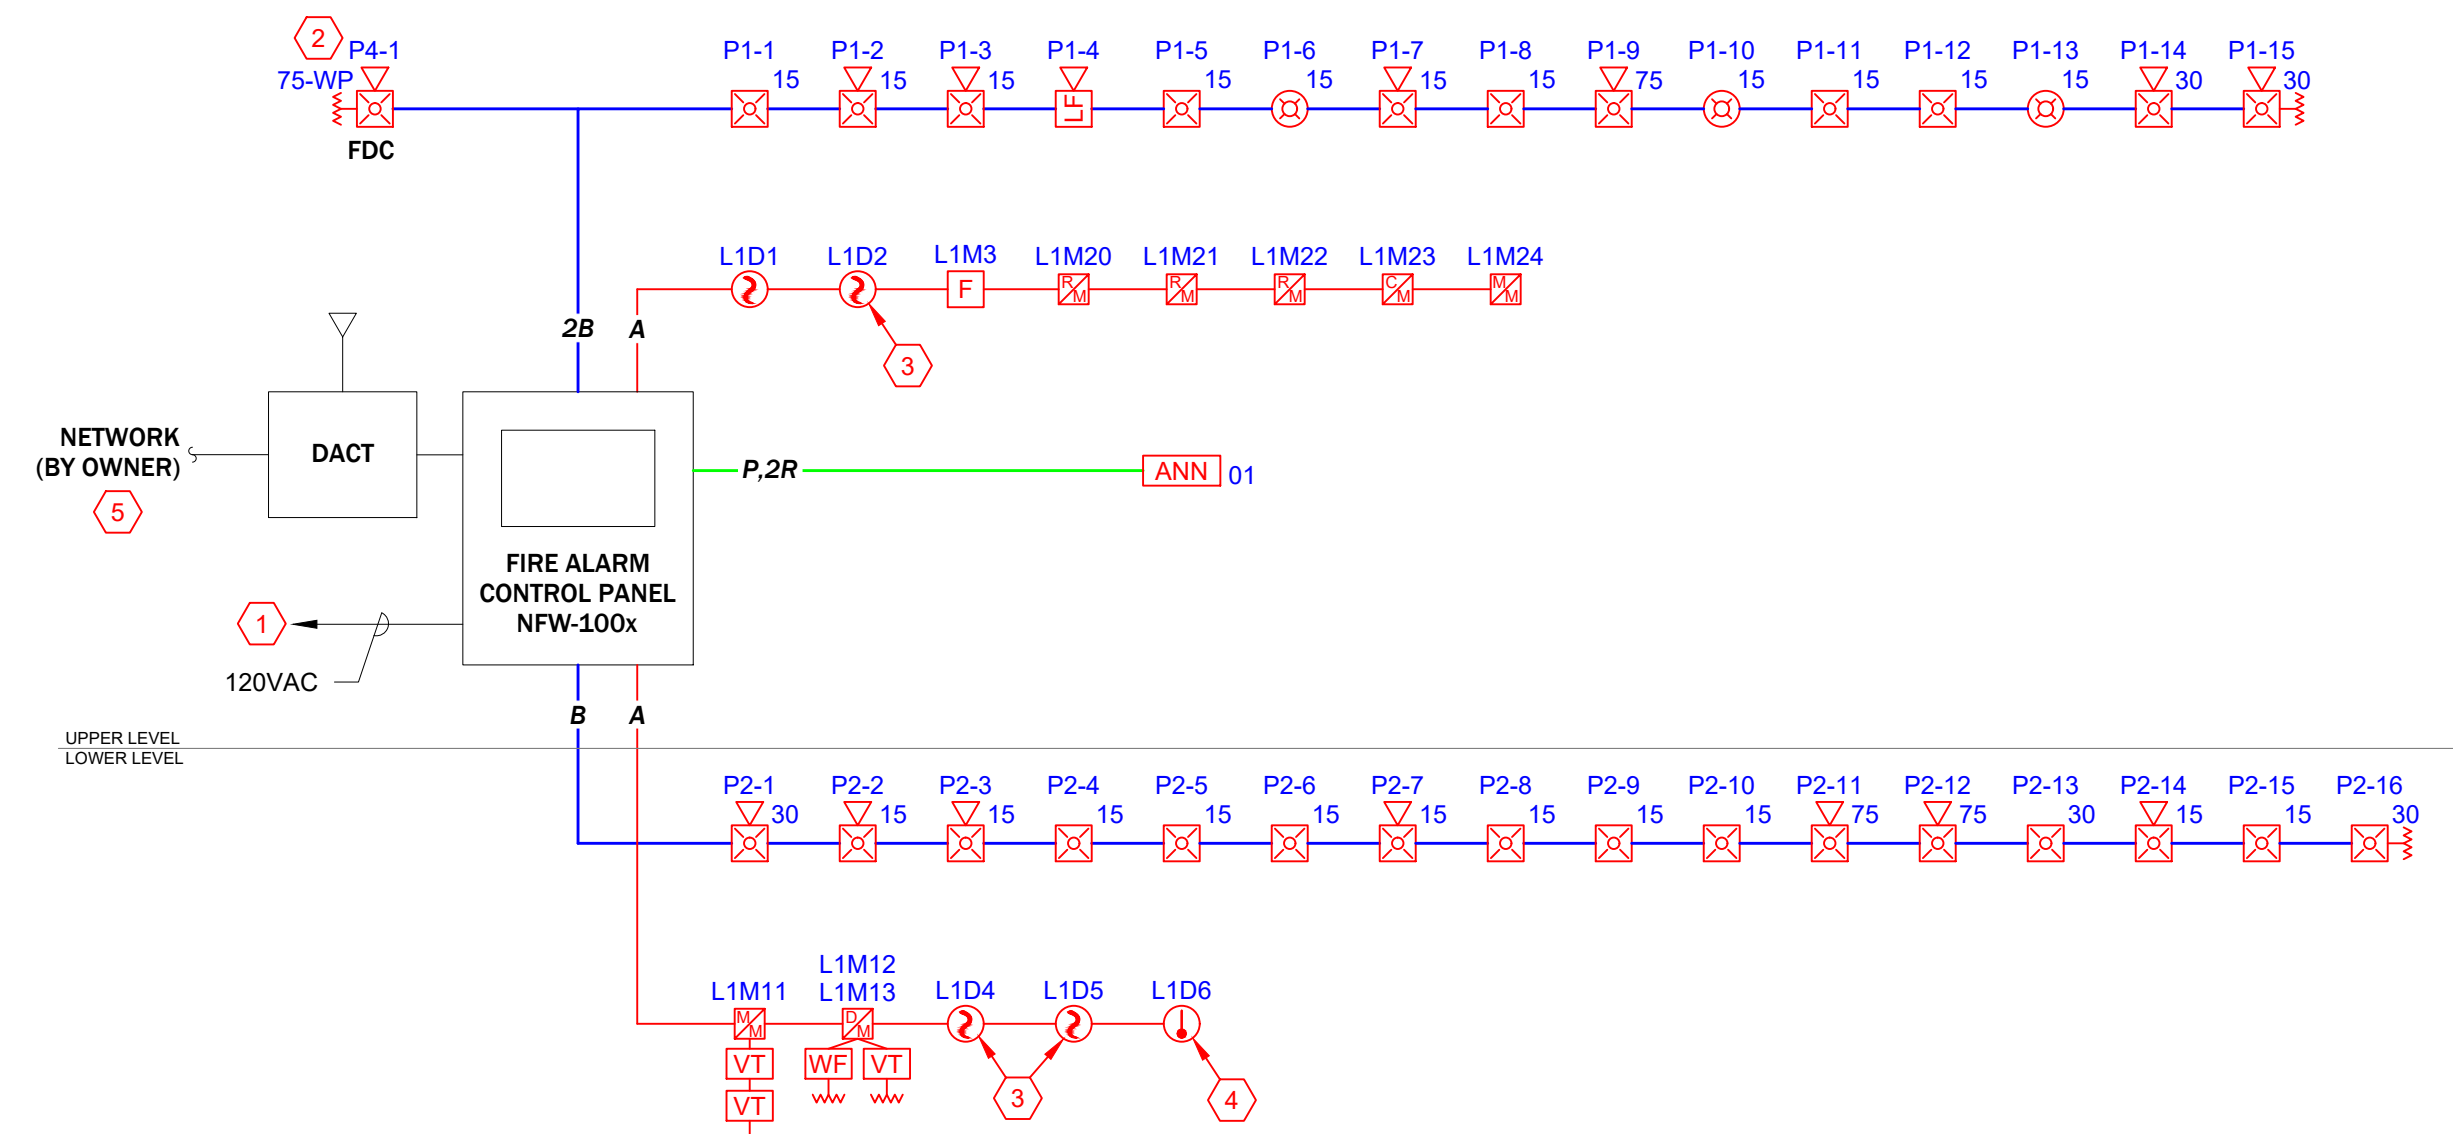 2
P4-1 P1-1 P1-2 P1-3 P1-4 P1-5 P1-6 P1-7 P1-8 P1-9 P1-10 P1-11 P1-12 P1-13 P1-14 P1-15
75-WP 15 15 15 15 15 15 15 75 15 15 15 15 30 30
LF
FDC
L1D1 L1D2 L1M3 L1M20 L1M21 L1M22 L1M23 L1M24
F R/M R/M R/M C/M M/M
2B A
3
NETWORK
(BY OWNER)
5
DACT
P,2R
ANN 01
FIRE ALARM
CONTROL PANEL
NFW-100x
1
120VAC
B A
UPPER LEVEL
LOWER LEVEL
P2-1 P2-2 P2-3 P2-4 P2-5 P2-6 P2-7 P2-8 P2-9 P2-10 P2-11 P2-12 P2-13 P2-14 P2-15 P2-16
30 15 15 15 15 15 15 15 15 15 75 75 30 15 15 30
L1M12
L1M11 L1M13 L1D4 L1D5 L1D6
M/M D/M
VT WF VT
VT 3 4